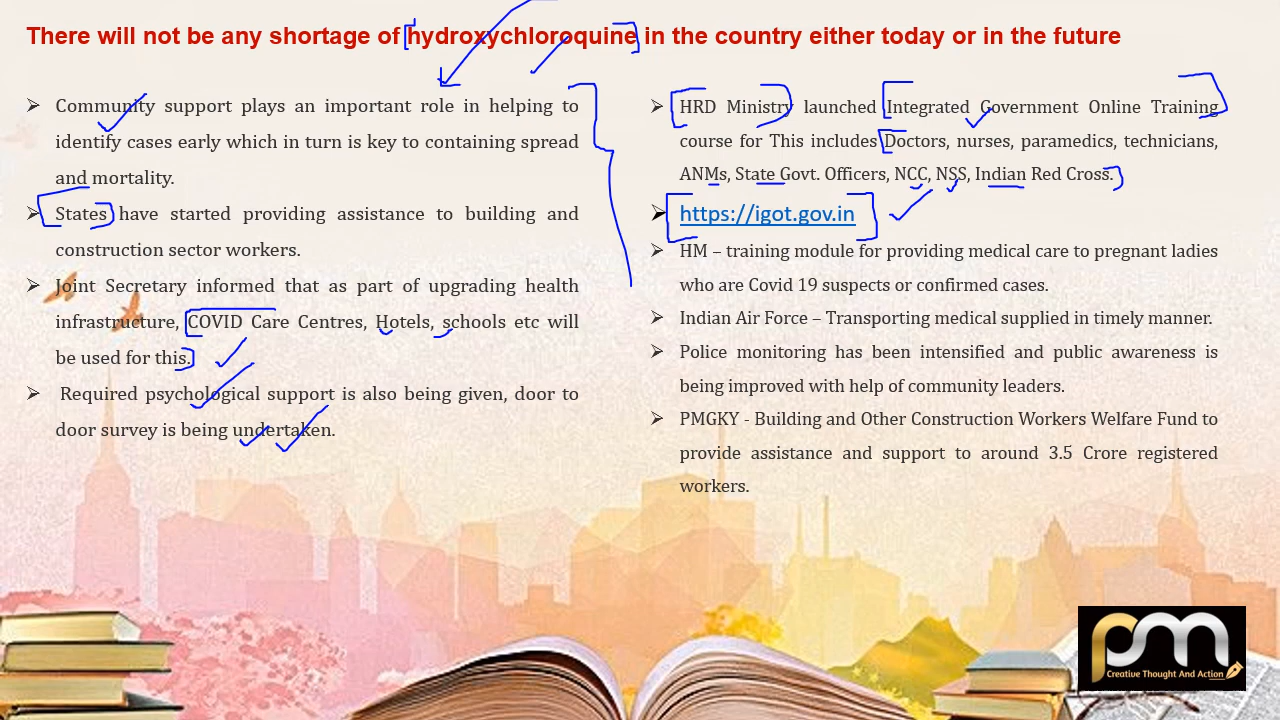 There will not be any shortage of hydroxychloroquine in the country either today or in the future
Community support plays an important role in helping to
identify cases early which in turn is key to containing spread
and mortality.
States have started providing assistance to building and
construction sector workers.
Joint Secretary informed that as part of upgrading health
infrastructure, COVID Care Centres, Hotels, schools etc will
be used for this.
Required psychological support is also being given, door to
door survey is being undertaken.
HRD Ministry launched Integrated Government Online Training
course for This includes Doctors, nurses, paramedics, technicians,
ANMs, State Govt. Officers, NCC, NSS, Indian Red Cross.
https://igot.gov.in
HM – training module for providing medical care to pregnant ladies
who are Covid 19 suspects or confirmed cases.
Indian Air Force – Transporting medical supplied in timely manner.
Police monitoring has been intensified and public awareness is
being improved with help of community leaders.
PMGKY - Building and Other Construction Workers Welfare Fund to
provide assistance and support to around 3.5 Crore registered
workers.
pm
Creative Thought And Action